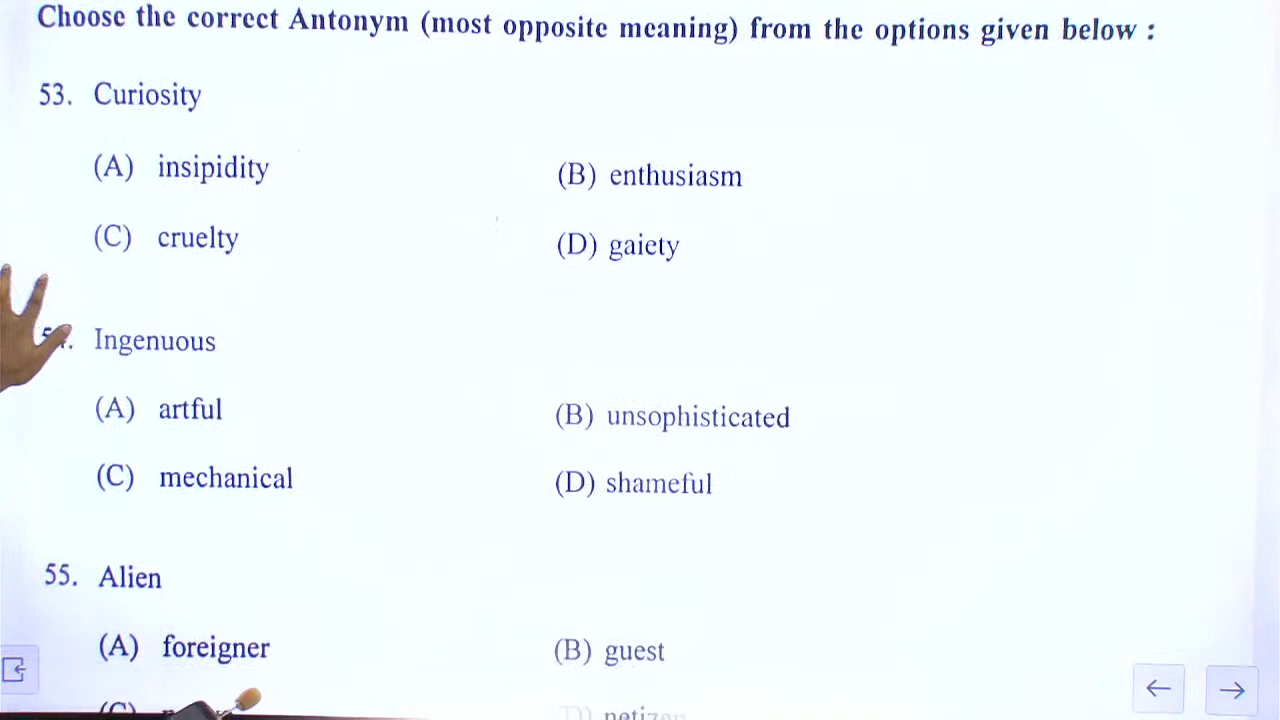 Choose the correct Antonym (most opposite meaning) from the options given below :
53. Curiosity
(A) insipidity (B) enthusiasm
(C) cruelty (D) gaiety
Ingenuous
(A) artful (B) unsophisticated
(C) mechanical (D) shameful
55. Alien
(A) foreigner (B) guest
(C) (D)